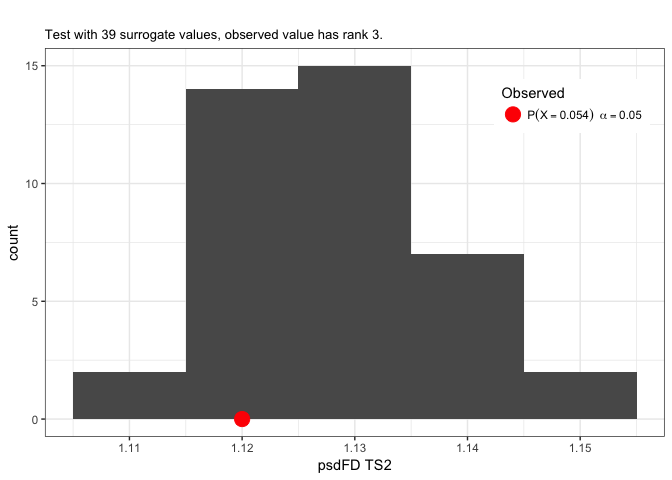 Test with 39 surrogate values, observed value has rank 3.
15
10
5
0
count
Observed
P(X = 0.054) α = 0.05
1.11 1.12 1.13 1.14 1.15
psdFD TS2